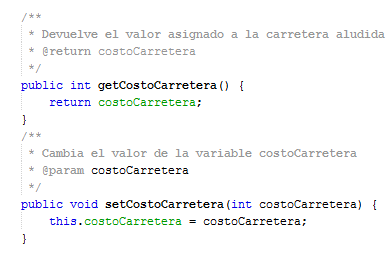 /**
 * Devuelve el valor asignado a la carretera aludida
 * @return costoCarretera
 */
public int getCostoCarretera() {
    return costoCarretera;
}
/**
 * Cambia el valor de la variable costoCarretera
 * @param costoCarretera
 */
public void setCostoCarretera(int costoCarretera) {
    this.costoCarretera = costoCarretera;
}